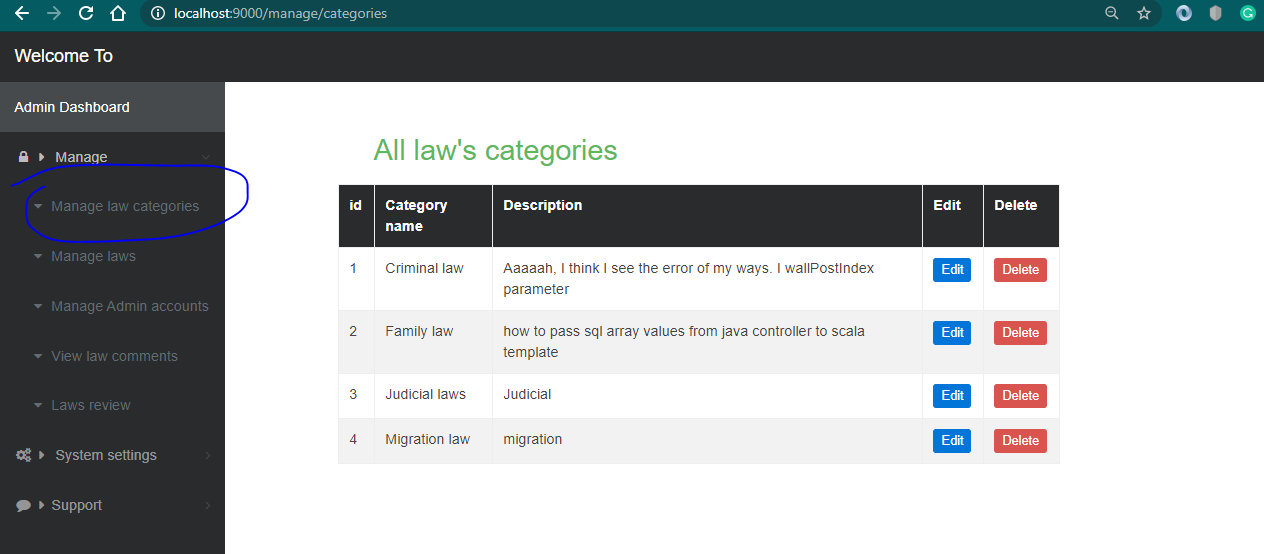 localhost:9000/manage/categories
Welcome To
Admin Dashboard
Manage
Manage law categories
Manage laws
Manage Admin accounts
View law comments
Laws review
System settings
Support
All law's categories
id Category name Description Edit Delete
1 Criminal law Aaaaah, I think I see the error of my ways. I wallPostIndex parameter Edit Delete
2 Family law how to pass sql array values from java controller to scala template Edit Delete
3 Judicial laws Judicial Edit Delete
4 Migration law migration Edit Delete